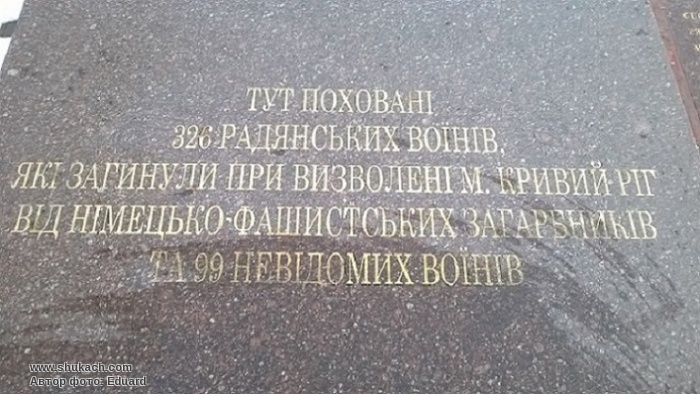 ТУТ ПОХОВАНІ
326 РАДЯНСЬКИХ ВОЇНІВ,
ЯКІ ЗАГИНУЛИ ПРИ ВИЗВОЛЕНІ М. КРИВИЙ РІГ
ВІД НІМЕЦЬКО-ФАШИСТСЬКИХ ЗАГАРБНИКІВ
ТА 99 НЕВІДОМИХ ВОЇНІВ
www.shukach.com
Автор фото: Eduard